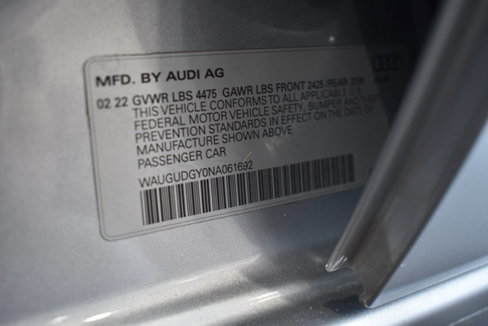 MFD. BY AUDI AG
02 22 GVWR LBS 4475 GAWR LBS FRONT 2425 /REAR
THIS VEHICLE CONFORMS TO ALL APPLICABLE U.S.
FEDERAL MOTOR VEHICLE SAFETY, BUMPER AND THEFT
PREVENTION STANDARDS IN EFFECT ON THE DATE OF
MANUFACTURE SHOWN ABOVE
PASSENGER CAR
WAUGUDGY0NA061692